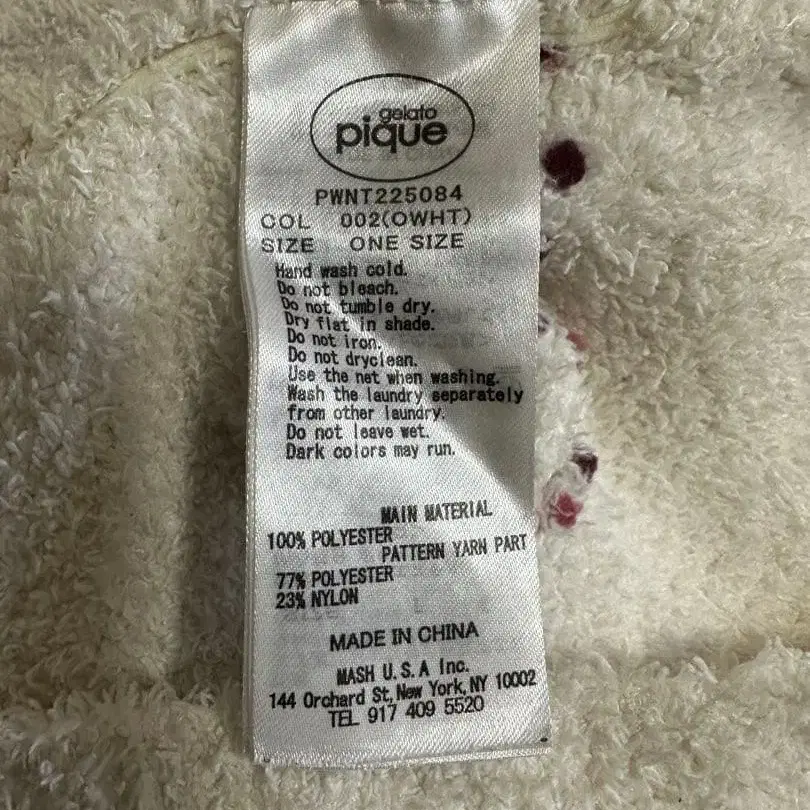 gelato
pique
PWNT225084
COL 002(OWHT)
SIZE ONE SIZE
Hand wash cold.
Do not bleach.
Do not tumble dry.
Dry flat in shade.
Do not iron.
Do not dryclean.
Use the net when washing.
Wash the laundry separately
from other laundry.
Do not leave wet.
Dark colors may run.
MAIN MATERIAL
100% POLYESTER
PATTERN YARN PART
77% POLYESTER
23% NYLON
MADE IN CHINA
MASH U.S.A Inc.
144 Orchard St, New York, NY 10002
TEL 917 409 5520